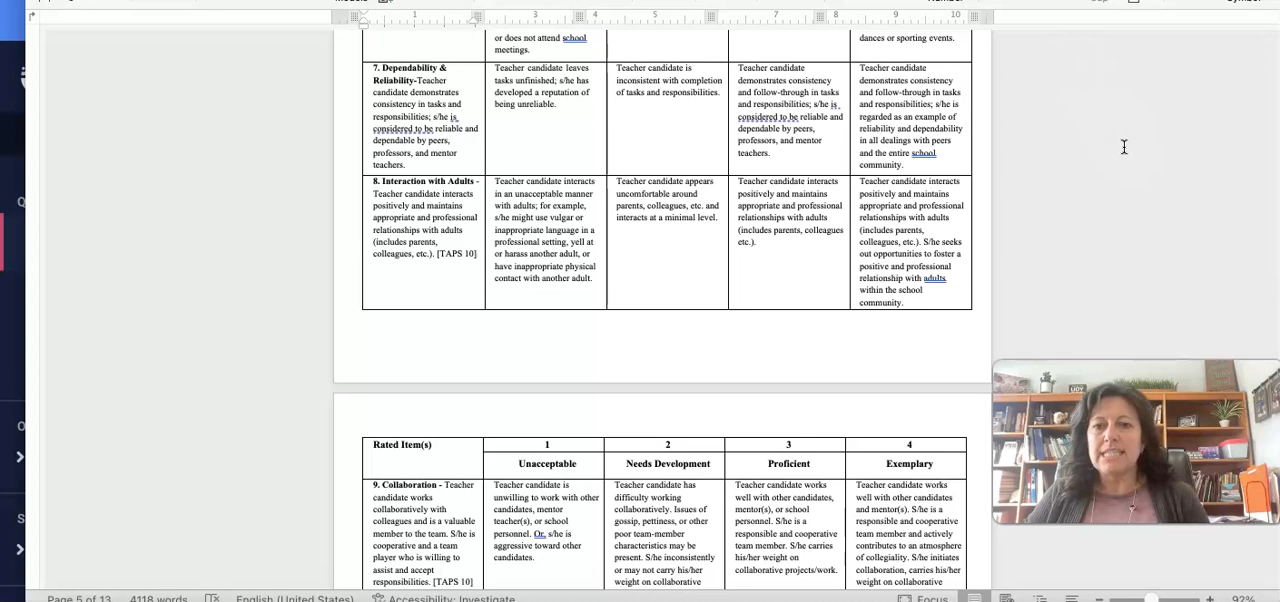 1 2 3 4 5 6 7 8 9 10
or does not attend school
meetings.
dances or sporting events.
7. Dependability &
Reliability-Teacher
candidate demonstrates
consistency in tasks and
responsibilities; s/he is
considered to be reliable and
dependable by peers,
professors, and mentor
teachers.
Teacher candidate leaves
tasks unfinished; s/he has
developed a reputation of
being unreliable.
Teacher candidate is
inconsistent with completion
of tasks and responsibilities.
Teacher candidate
demonstrates consistency
and follow-through in tasks
and responsibilities; s/he is
considered to be reliable and
dependable by peers,
professors, and mentor
teachers.
Teacher candidate
demonstrates consistency
and follow-through in tasks
and responsibilities; s/he is
regarded as an example of
reliability and dependability
in all dealings with peers
and the entire school
community.
8. Interaction with Adults -
Teacher candidate interacts
positively and maintains
appropriate and professional
relationships with adults
(includes parents,
colleagues, etc.). [TAPS 10]
Teacher candidate interacts
in an unacceptable manner
with adults; for example,
s/he might use vulgar or
inappropriate language in a
professional setting, yell at
or harass another adult, or
have inappropriate physical
contact with another adult.
Teacher candidate appears
uncomfortable around
parents, colleagues, etc. and
interacts at a minimal level.
Teacher candidate interacts
positively and maintains
appropriate and professional
relationships with adults
(includes parents, colleagues
etc.).
Teacher candidate interacts
positively and maintains
appropriate and professional
relationships with adults
(includes parents,
colleagues, etc.). S/he seeks
out opportunities to foster a
positive and professional
relationship with adults
within the school
community.
Rated Item(s) 1 2 3 4
Unacceptable Needs Development Proficient Exemplary
9. Collaboration - Teacher
candidate works
collaboratively with
colleagues and is a valuable
member to the team. S/he is
cooperative and a team
player who is willing to
assist and accept
responsibilities. [TAPS 10]
Teacher candidate is
unwilling to work with other
candidates, mentor
teacher(s), or school
personnel. Or, s/he is
aggressive toward other
candidates.
Teacher candidate has
difficulty working
collaboratively. Issues of
gossip, pettiness, or other
poor team-member
characteristics may be
present. S/he inconsistently
or may not carry his/her
weight on collaborative
Teacher candidate works
well with other candidates,
mentor(s), or school
personnel. S/he is a
responsible and cooperative
team member. S/he carries
his/her weight on
collaborative projects/work.
Teacher candidate works
well with other candidates
and mentor(s). S/he is a
responsible and cooperative
team member and actively
contributes to an atmosphere
of collegiality. S/he initiates
collaboration, carries his/her
weight on collaborative
Page 5 of 13 4118 words English (United States) Accessibility: Investigate Focus 92%